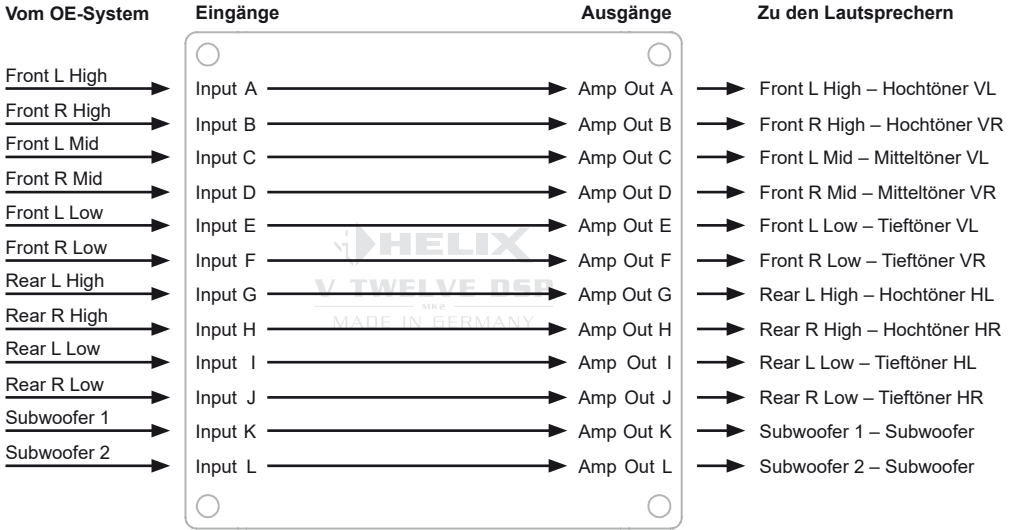 Vom OE-System Eingänge Ausgänge Zu den Lautsprechern
Front L High Input A Amp Out A Front L High – Hochtöner VL
Front R High Input B Amp Out B Front R High – Hochtöner VR
Front L Mid Input C Amp Out C Front L Mid – Mitteltöner VL
Front R Mid Input D Amp Out D Front R Mid – Mitteltöner VR
Front L Low Input E Amp Out E Front L Low – Tieftöner VL
HELIX
Front R Low Input F Amp Out F Front R Low – Tieftöner VR
V TWELVE DSP
Rear L High Input G Amp Out G Rear L High – Hochtöner HL
MK2
MADE IN GERMANY
Rear R High Input H Amp Out H Rear R High – Hochtöner HR
Rear L Low Input I Amp Out I Rear L Low – Tieftöner HL
Rear R Low Input J Amp Out J Rear R Low – Tieftöner HR
Subwoofer 1 Input K Amp Out K Subwoofer 1 – Subwoofer
Subwoofer 2 Input L Amp Out L Subwoofer 2 – Subwoofer